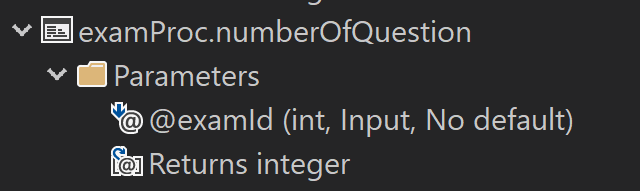 examProc.numberOfQuestion
Parameters
@examId (int, Input, No default)
Returns integer